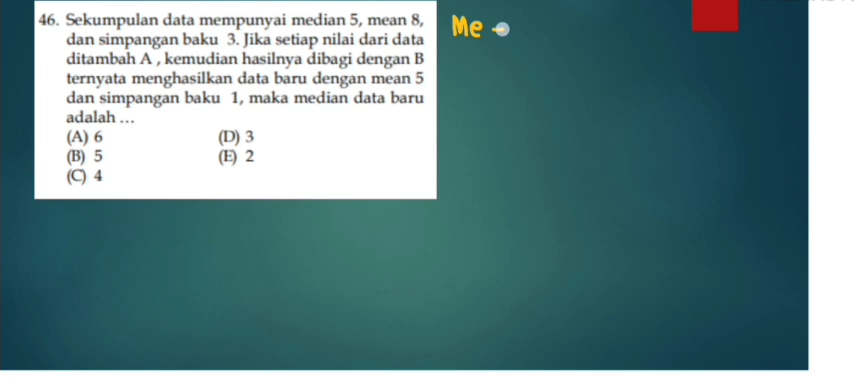 46. Sekumpulan data mempunyai median 5, mean 8,
dan simpangan baku 3. Jika setiap nilai dari data
ditambah A , kemudian hasilnya dibagi dengan B
ternyata menghasilkan data baru dengan mean 5
dan simpangan baku 1, maka median data baru
adalah ...
(A) 6 (D) 3
(B) 5 (E) 2
(C) 4
Me -